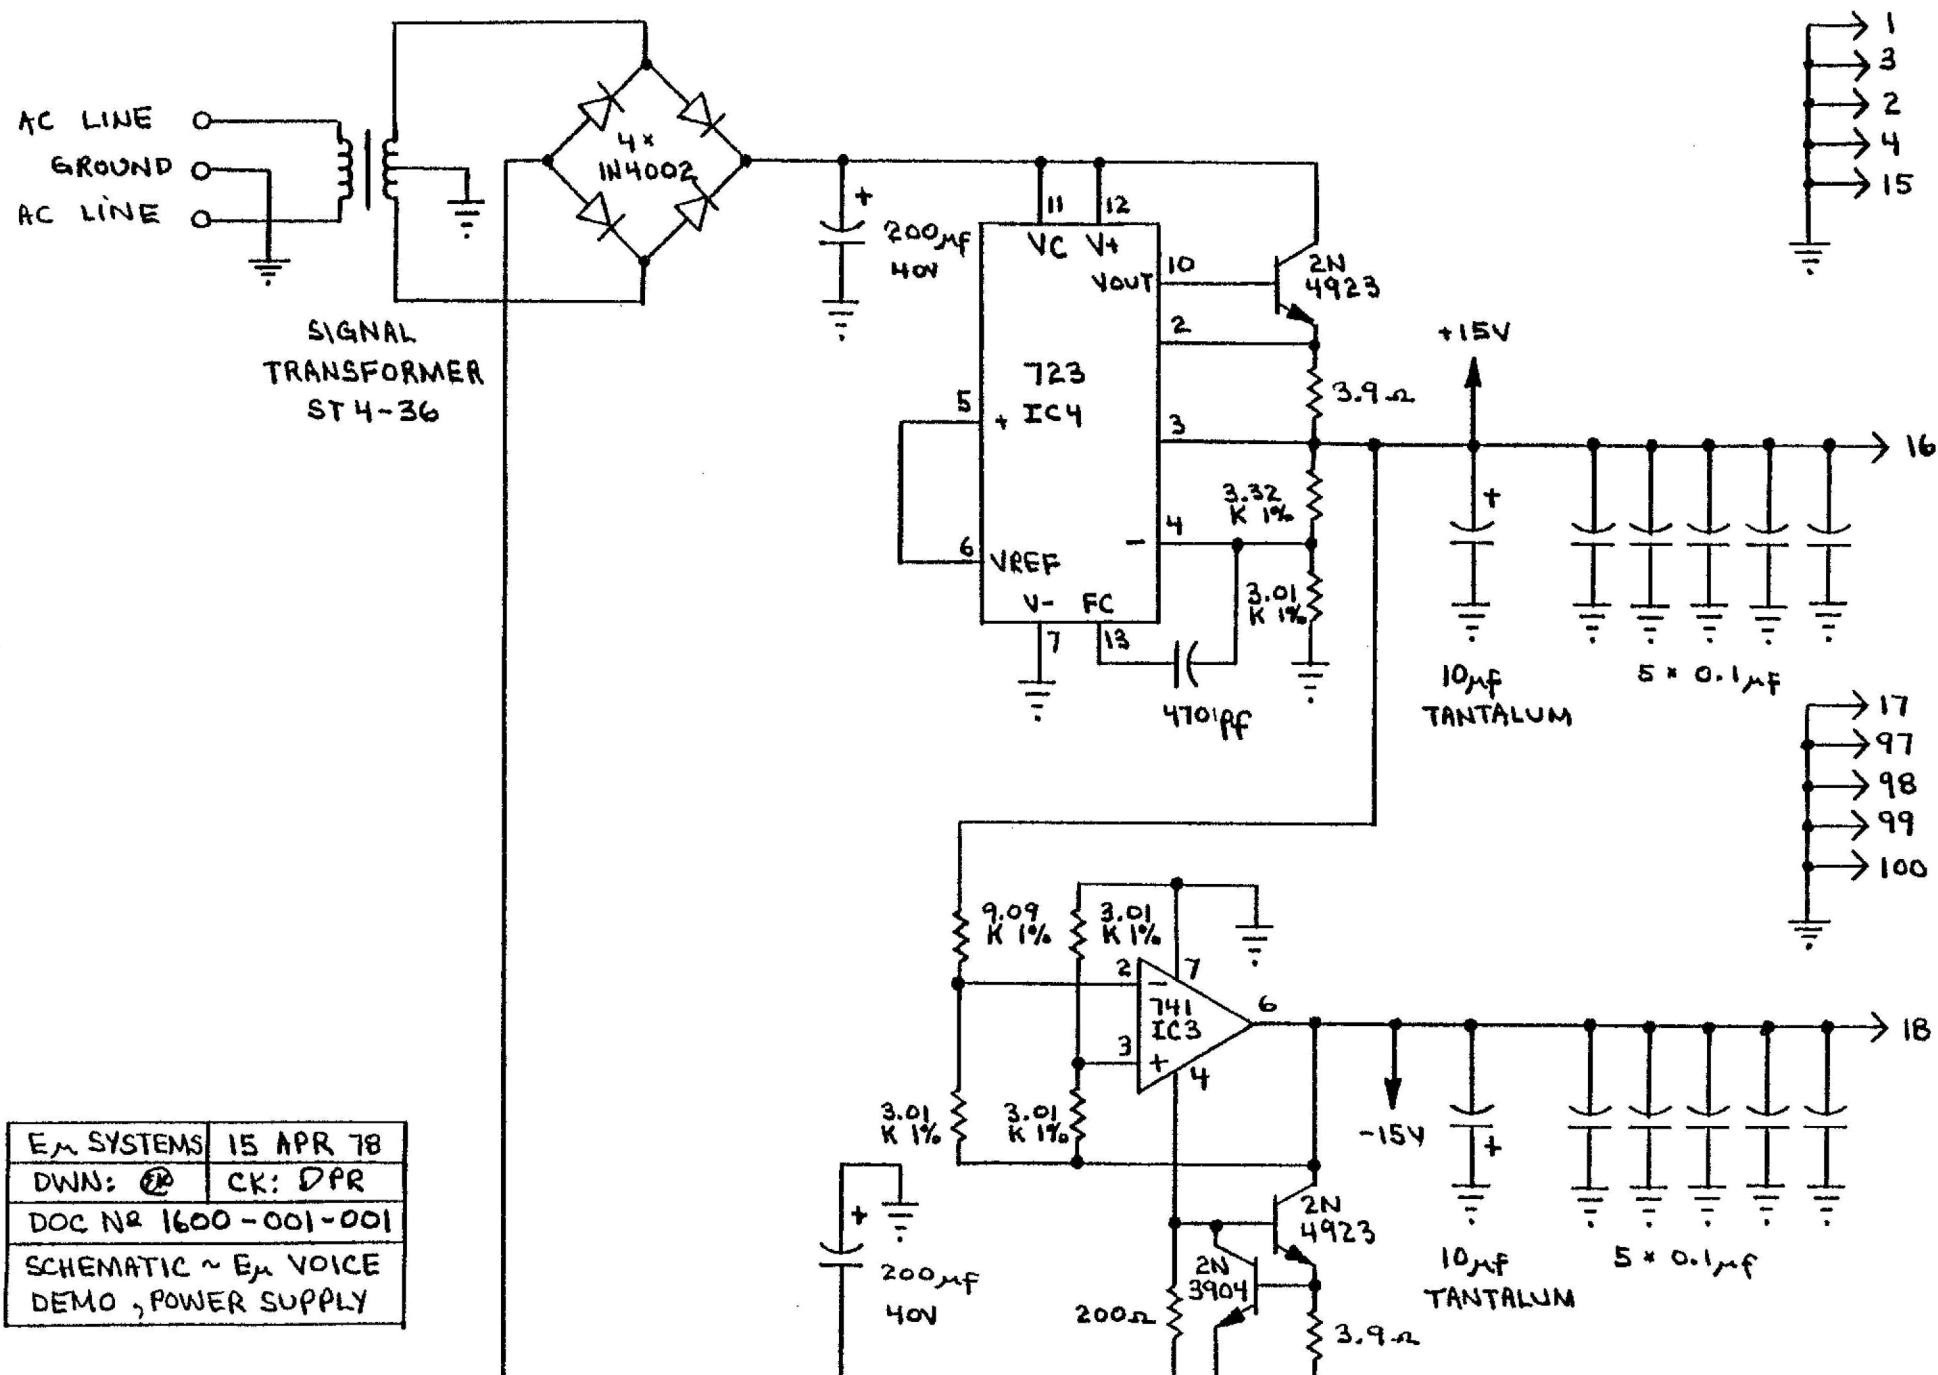 AC LINE
GROUND
AC LINE
SIGNAL
TRANSFORMER
ST 4-36
4×
1N4002
+
200μf
40V
11
12
VC
V+
VOUT
10
2N
4923
2
723
IC4
3.9Ω
5
+
3
6
VREF
3.32
K 1%
4
-
3.01
K 1%
V-
FC
7
13
470pf
+15V
+
10μf
TANTALUM
5 × 0.1μf
16
1
3
2
4
15
17
97
98
99
100
9.09
K 1%
3.01
K 1%
2
-
7
741
IC3
6
3
+
4
3.01
K 1%
3.01
K 1%
18
-15V
+
10μf
TANTALUM
5 × 0.1μf
2N
4923
2N
3904
200Ω
3.9Ω
+
200μf
40V
Eμ SYSTEMS
15 APR 78
DWN:
CK: DPR
DOC Nº 1600-001-001
SCHEMATIC ~ Eμ VOICE
DEMO, POWER SUPPLY